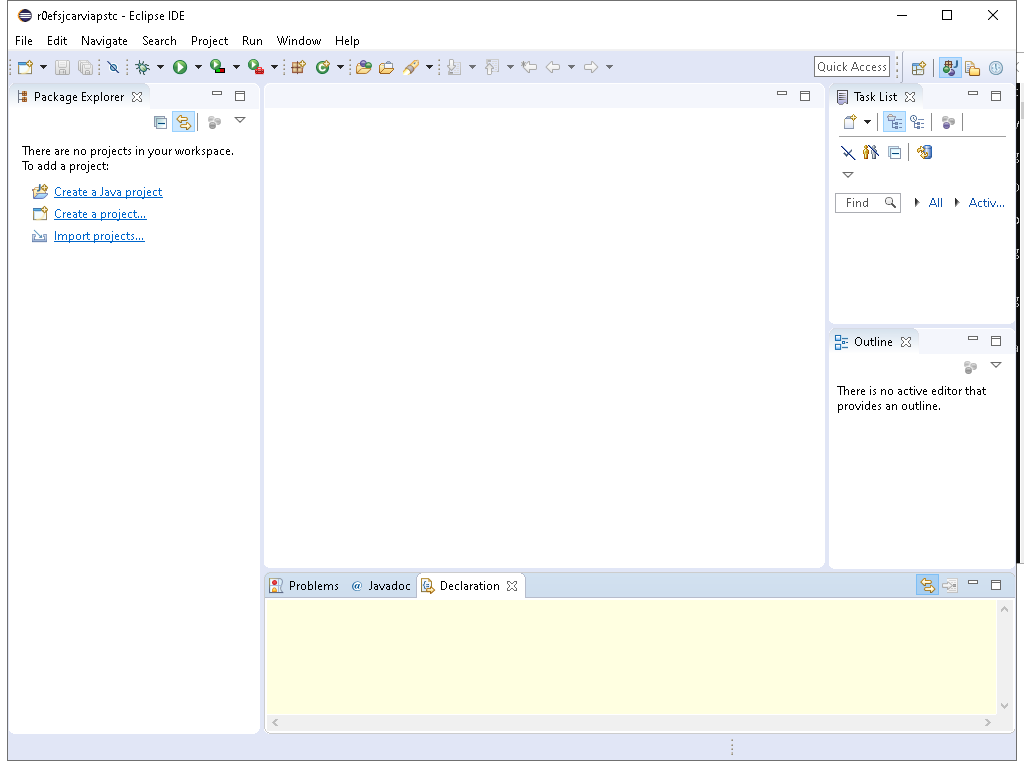 r0efsjcarviapstc - Eclipse IDE
File Edit Navigate Search Project Run Window Help
Quick Access
Package Explorer
Task List
There are no projects in your workspace.
To add a project:
Create a Java project
Create a project...
Import projects...
Find
All
Activ...
Outline
There is no active editor that
provides an outline.
Problems
@ Javadoc
Declaration